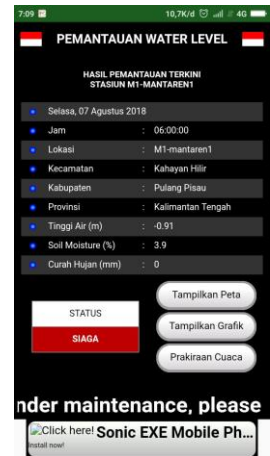 7:09 10,7K/d 4G
PEMANTAUAN WATER LEVEL
HASIL PEMANTAUAN TERKINI
STASIUN M1-MANTAREN1
Selasa, 07 Agustus 2018
Jam : 06:00:00
Lokasi : M1-mantaren1
Kecamatan : Kahayan Hilir
Kabupaten : Pulang Pisau
Provinsi : Kalimantan Tengah
Tinggi Air (m) : -0.91
Soil Moisture (%) : 3.9
Curah Hujan (mm) : 0
STATUS
SIAGA
Tampilkan Peta
Tampilkan Grafik
Prakiraan Cuaca
nder maintenance, please
Click here! Sonic EXE Mobile Ph...
Install now!